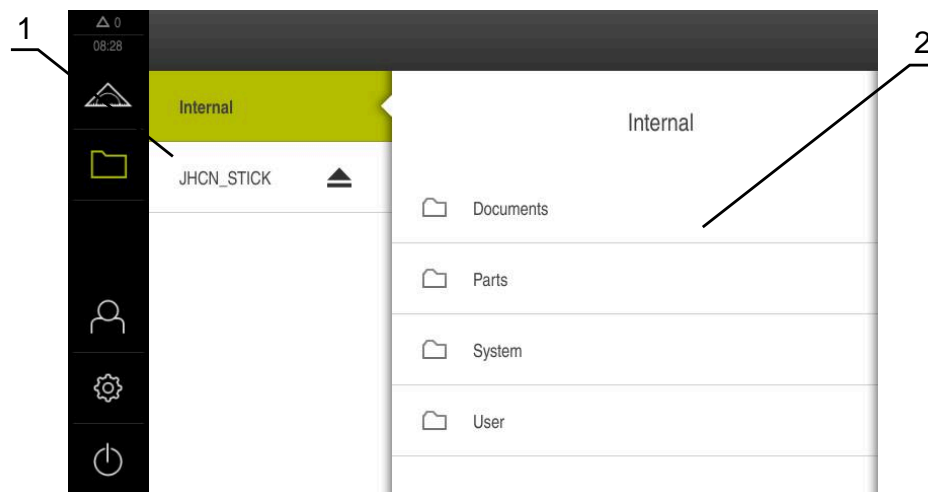 1
0
08:28
2
Internal
JHCN_STICK
Internal
Documents
Parts
System
User